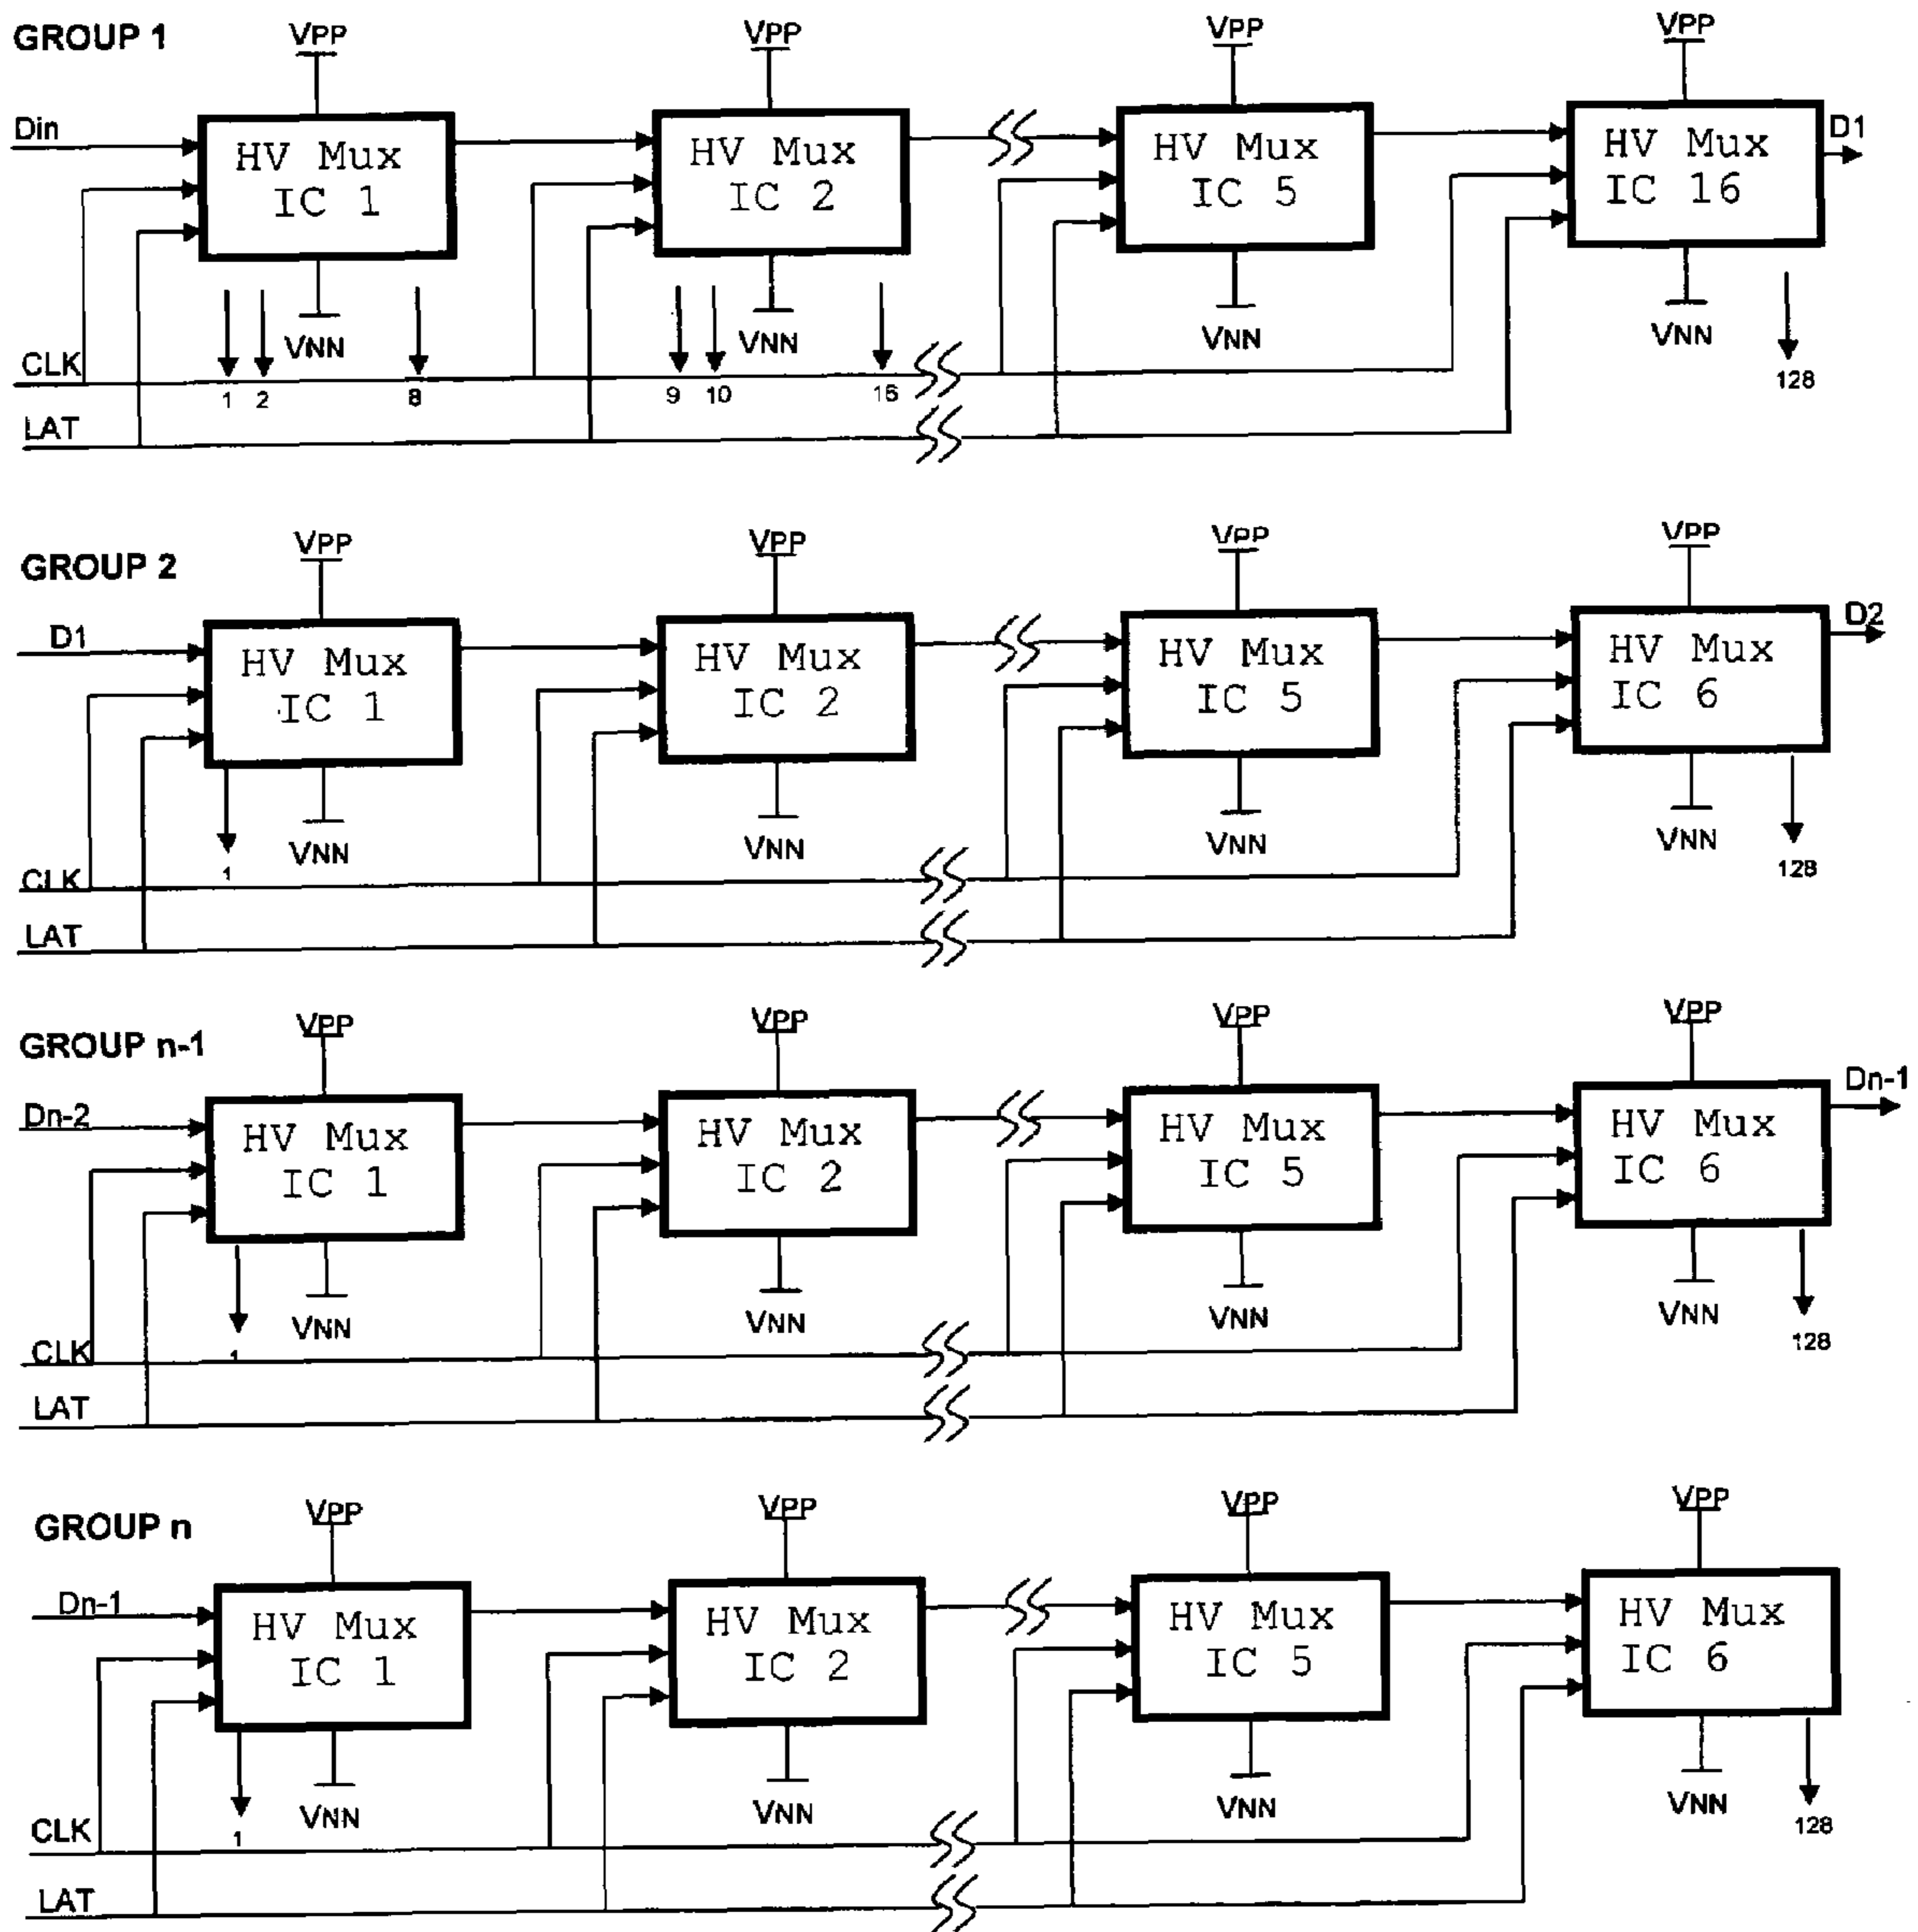 GROUP 1
VPP VPP VPP VPP
Din
HV Mux
IC 1
HV Mux
IC 2
HV Mux
IC 5
HV Mux
IC 16
D1
VNN VNN VNN VNN
CLK
1 2 8 9 10 16 128
LAT
GROUP 2
VPP VPP VPP VPP
D1
HV Mux
IC 1
HV Mux
IC 2
HV Mux
IC 5
HV Mux
IC 6
D2
VNN VNN VNN VNN
CLK
1 128
LAT
GROUP n-1
VPP VPP VPP VPP
Dn-2
HV Mux
IC 1
HV Mux
IC 2
HV Mux
IC 5
HV Mux
IC 6
Dn-1
VNN VNN VNN VNN
CLK
1 128
LAT
GROUP n
VPP VPP VPP VPP
Dn-1
HV Mux
IC 1
HV Mux
IC 2
HV Mux
IC 5
HV Mux
IC 6
VNN VNN VNN VNN
CLK
1 128
LAT